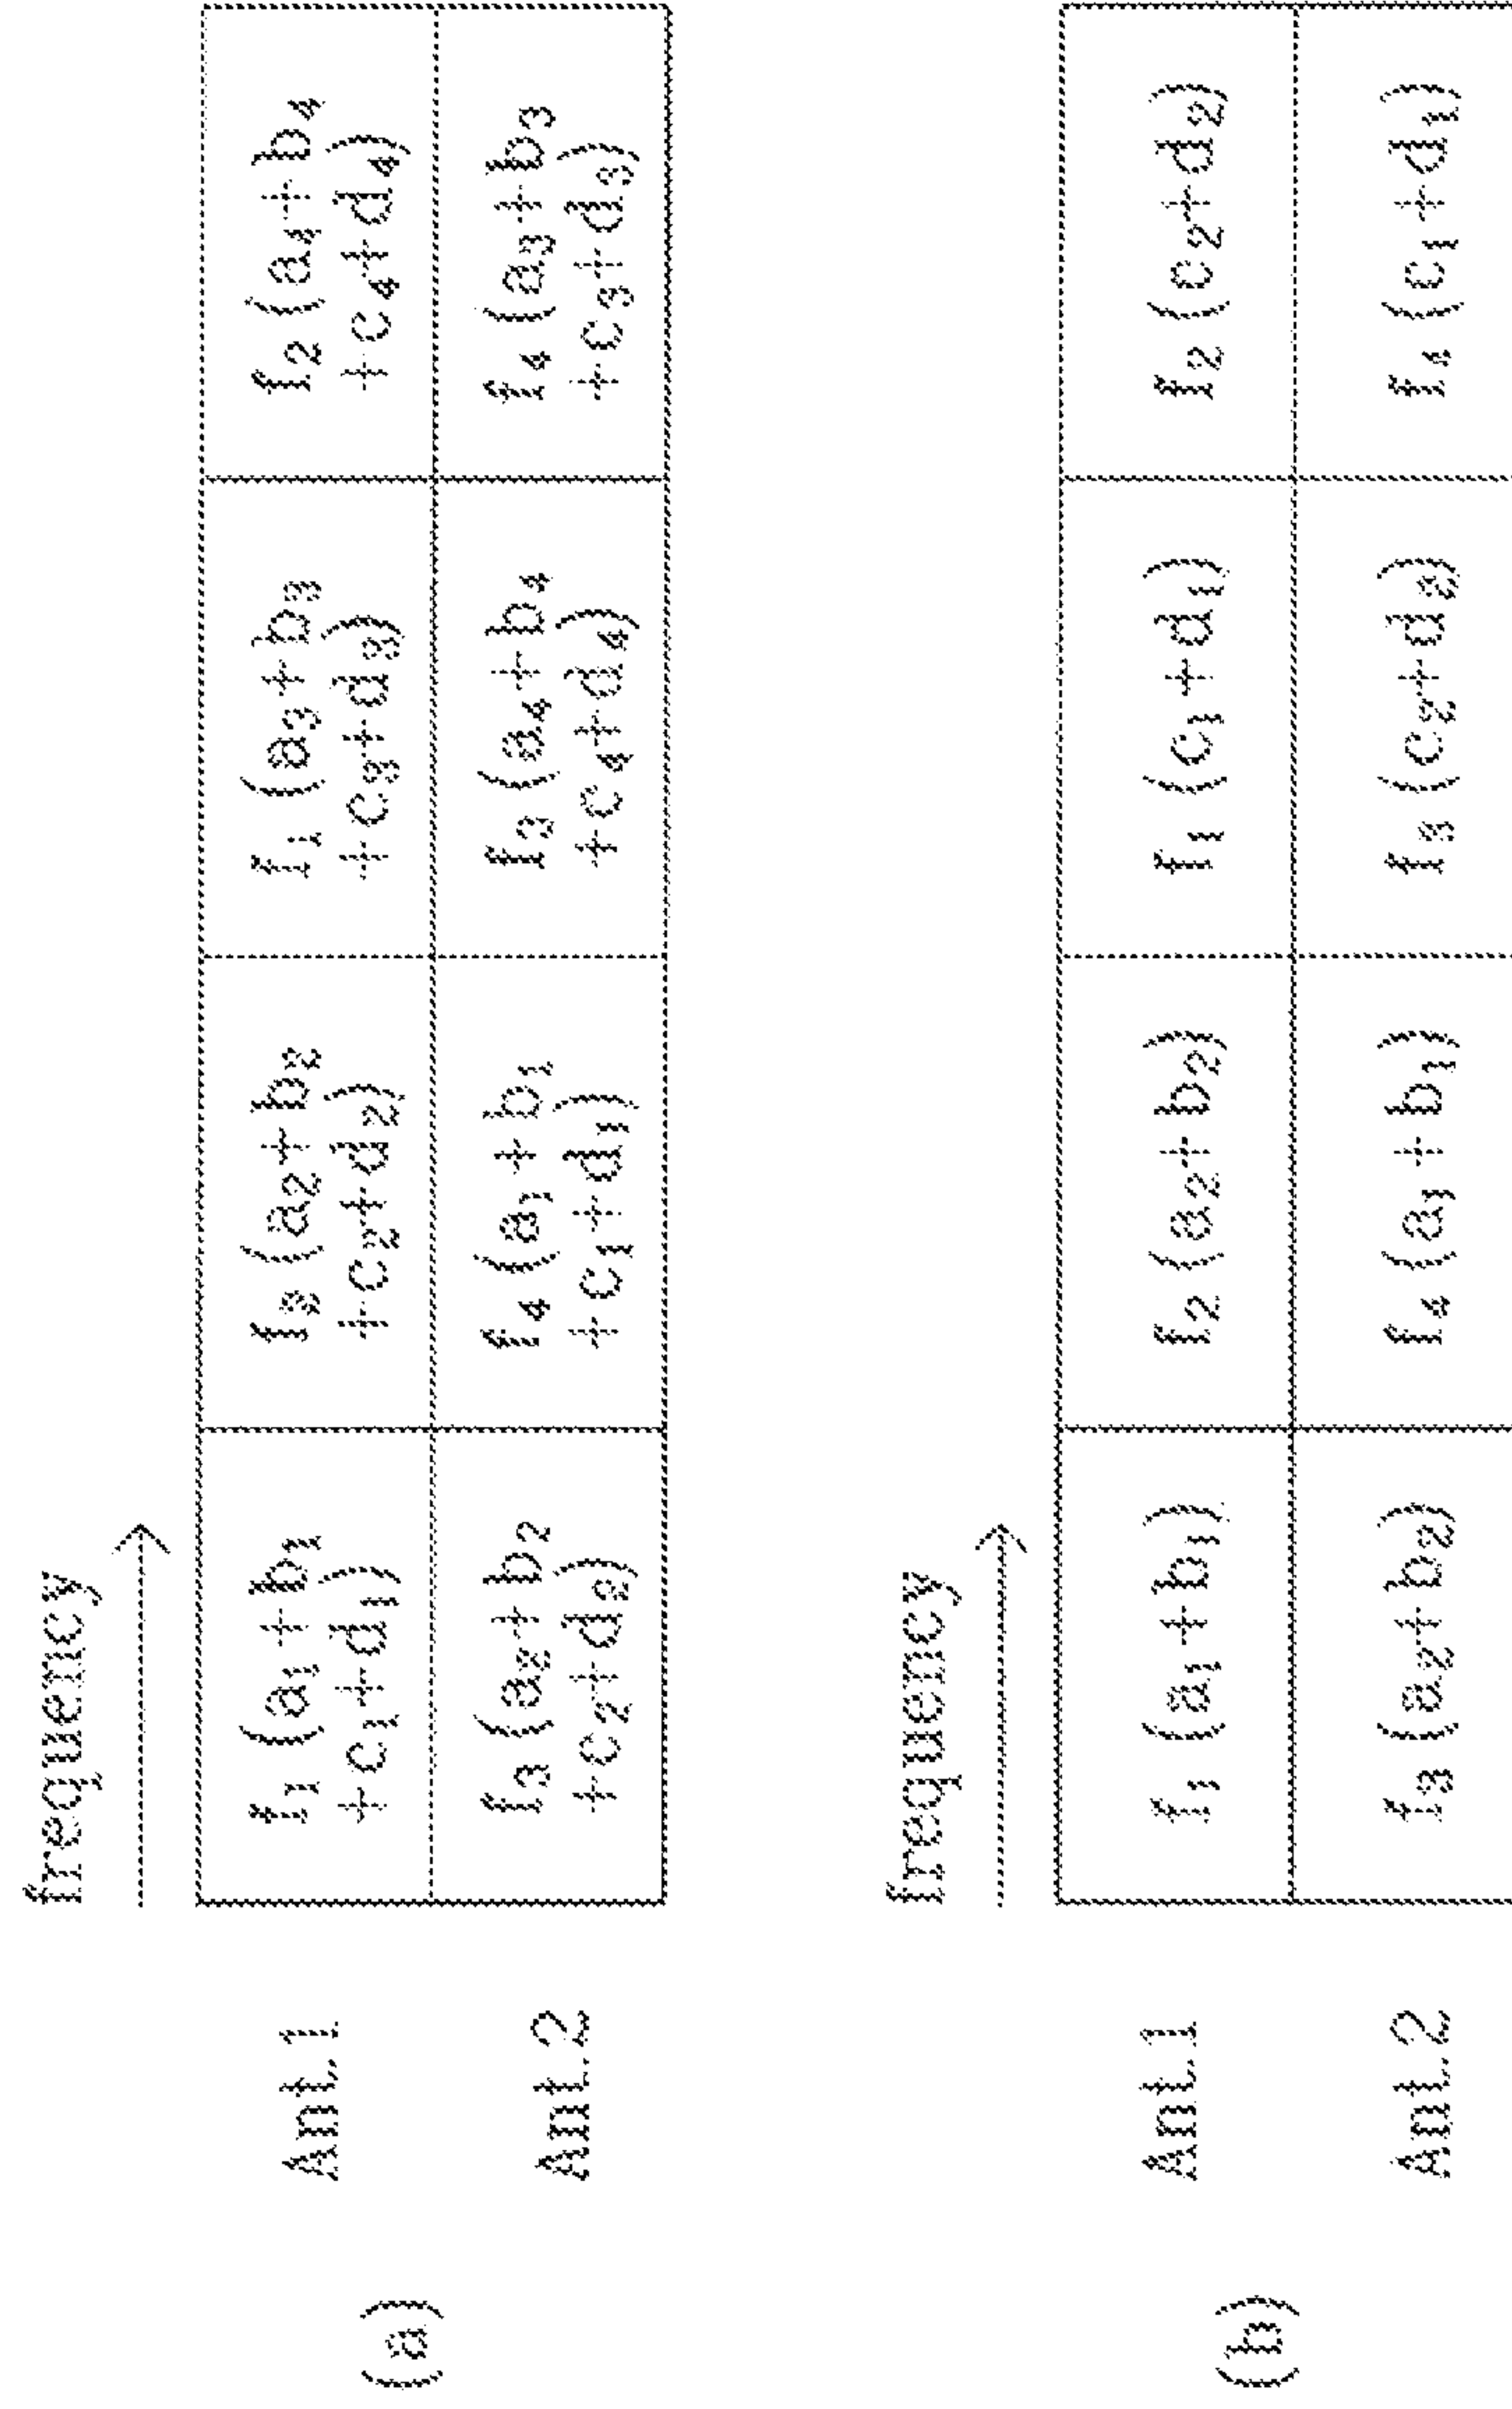 frequency
(a)
Ant.1
f₁(a₁+b₁
+c₁+d₁)
f₂(a₂+b₂
+c₂+d₂)
f₁(a₃+b₃
+c₃+d₃)
f₂(a₄+b₄
+c₄+d₄)
Ant.2
f₃(a₂+b₂
+c₂+d₂)
f₄(a₁+b₁
+c₁+d₁)
f₃(a₄+b₄
+c₄+d₄)
f₄(a₃+b₃
+c₃+d₃)
frequency
(b)
Ant.1
f₁(a₁+b₁)
f₂(a₂+b₂)
f₁(c₁+d₁)
f₂(c₂+d₂)
Ant.2
f₃(a₂+b₂)
f₄(a₁+b₁)
f₃(c₂+d₂)
f₄(c₁+d₁)